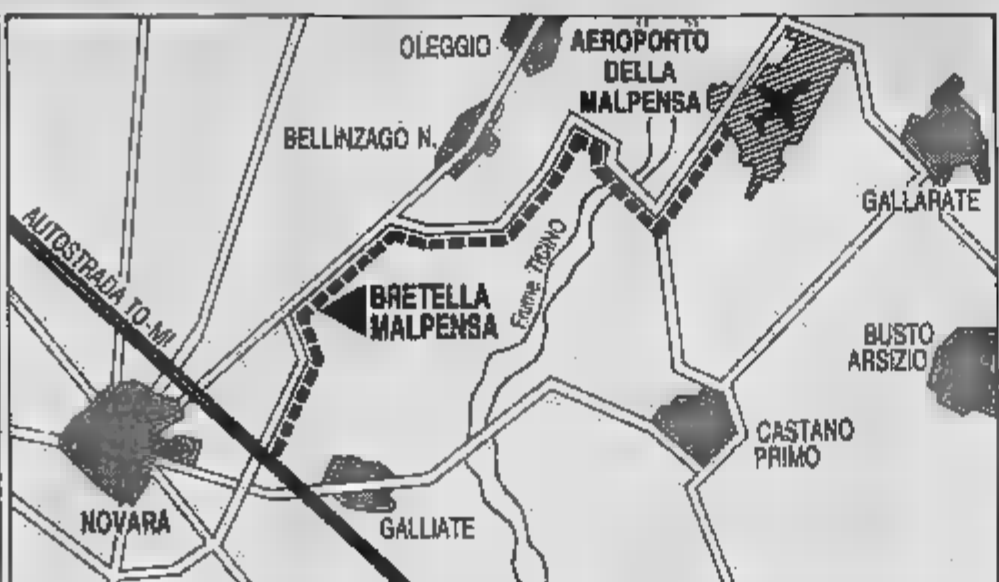 OLEGGIO
AEROPORTO
DELLA
MALPENSA
BELLINZAGO N.
GALLARATE
AUTOSTRADA TO-MI
Fiume TICINO
BRETELLA
MALPENSA
BUSTO
ARSIZIO
CASTANO
PRIMO
NOVARA
GALLIATE